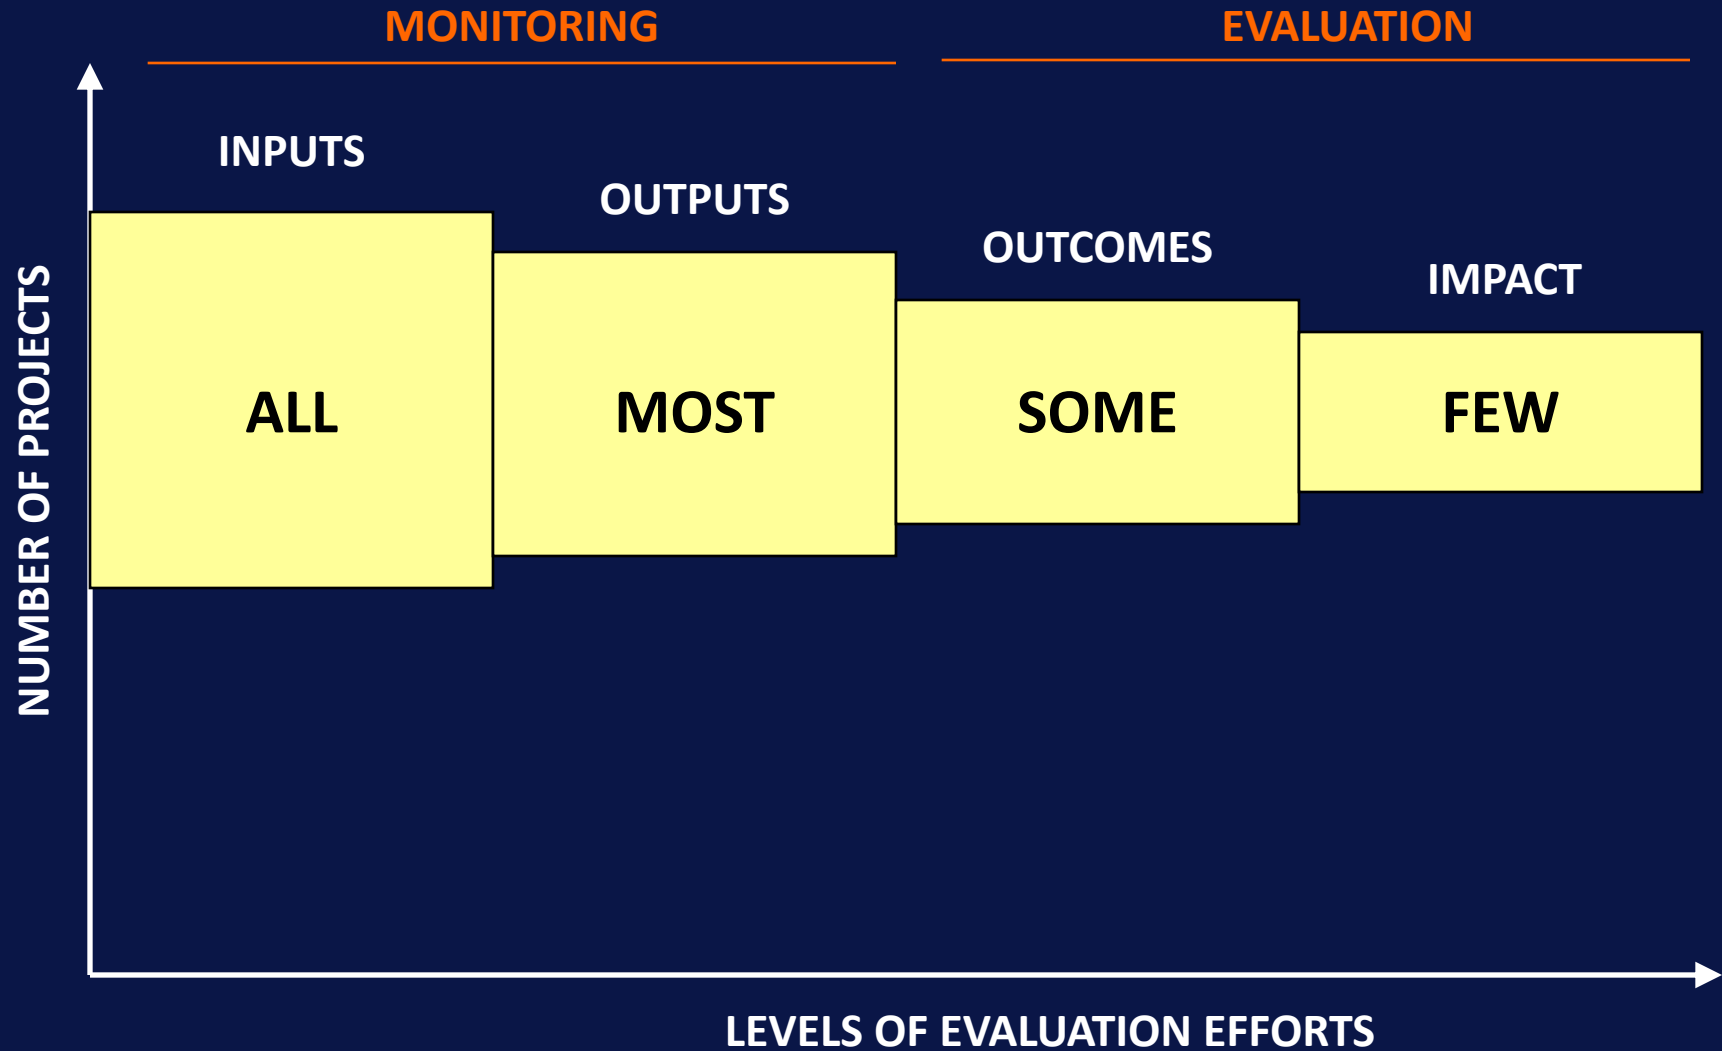 MONITORING
EVALUATION
INPUTS
OUTPUTS
OUTCOMES
IMPACT
ALL
MOST
SOME
FEW
NUMBER OF PROJECTS
LEVELS OF EVALUATION EFFORTS